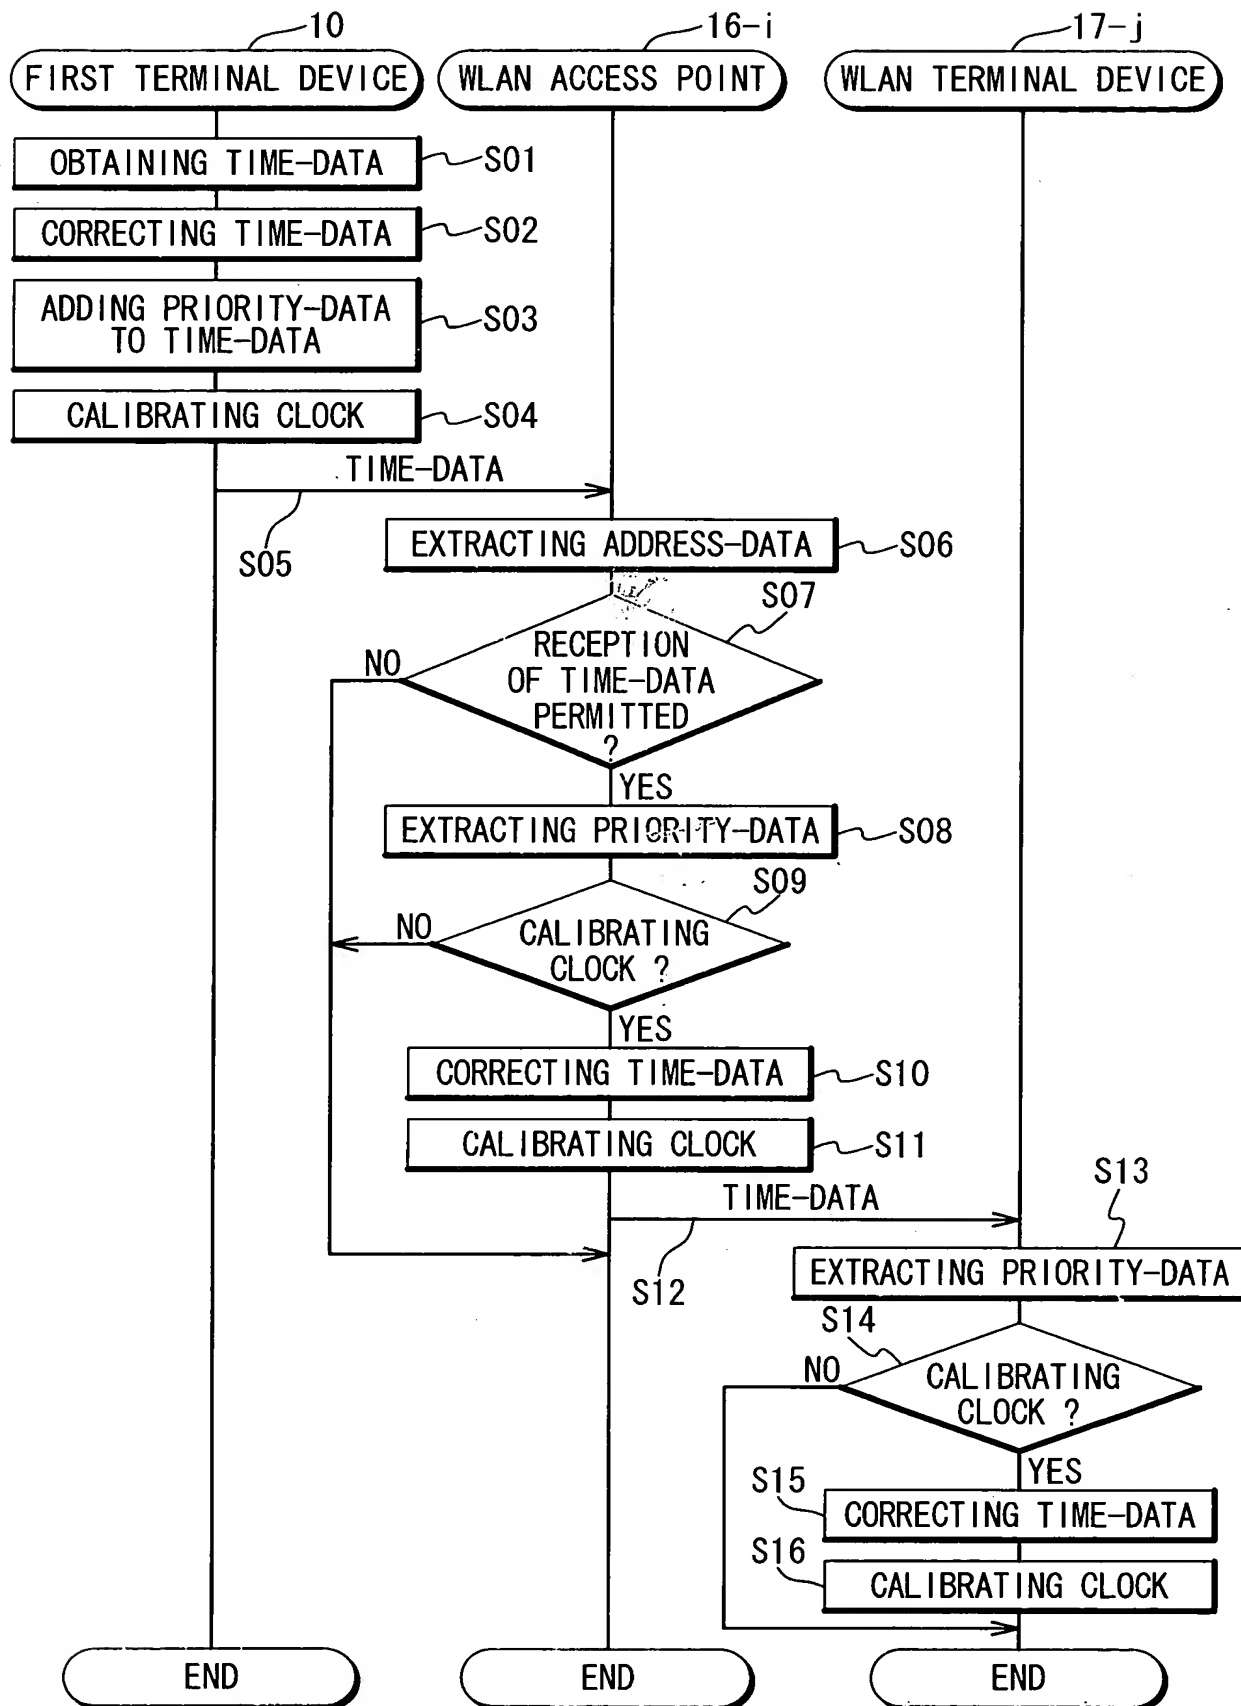 10
16-i
17-j
FIRST TERMINAL DEVICE
WLAN ACCESS POINT
WLAN TERMINAL DEVICE
OBTAINING TIME-DATA
S01
CORRECTING TIME-DATA
S02
ADDING PRIORITY-DATA
TO TIME-DATA
S03
CALIBRATING CLOCK
S04
TIME-DATA
S05
EXTRACTING ADDRESS-DATA
S06
S07
RECEPTION
OF TIME-DATA
PERMITTED
?
NO
YES
EXTRACTING PRIORITY-DATA
S08
S09
CALIBRATING
CLOCK ?
NO
YES
CORRECTING TIME-DATA
S10
CALIBRATING CLOCK
S11
TIME-DATA
S12
S13
EXTRACTING PRIORITY-DATA
S14
CALIBRATING
CLOCK ?
NO
YES
S15
CORRECTING TIME-DATA
S16
CALIBRATING CLOCK
END
END
END